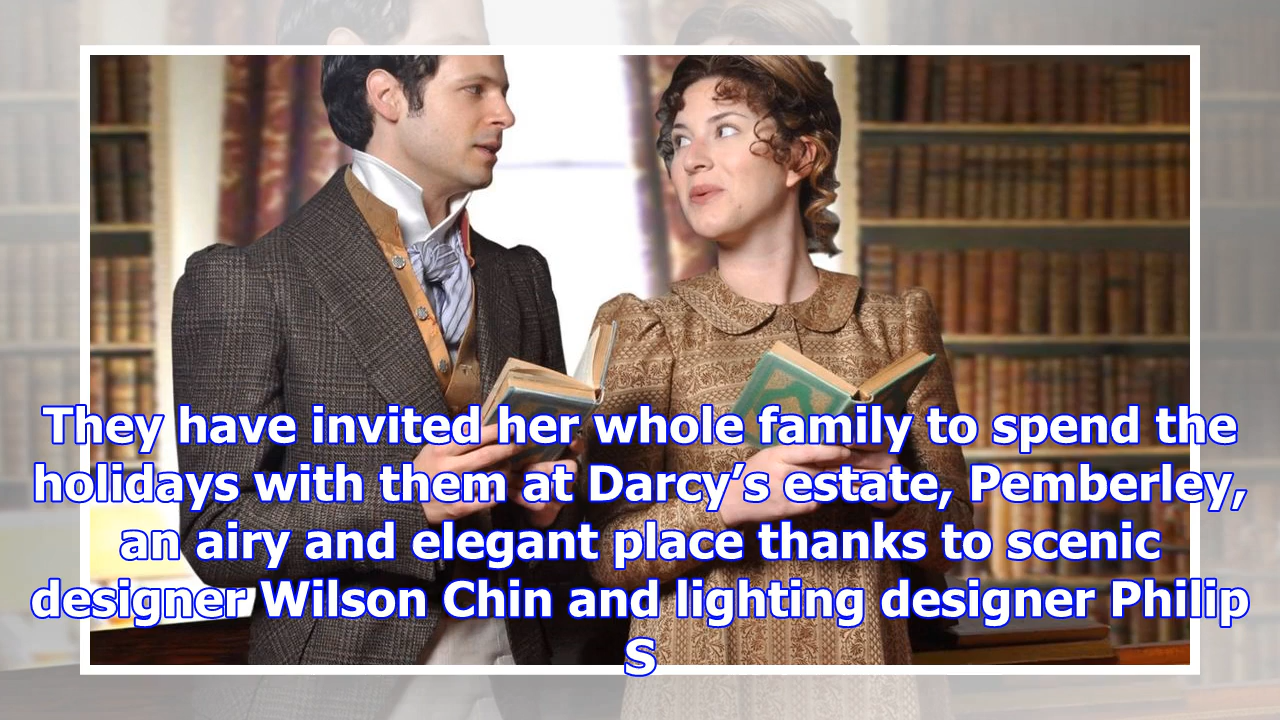 They have invited her whole family to spend the
holidays with them at Darcy’s estate, Pemberley,
an airy and elegant place thanks to scenic
designer Wilson Chin and lighting designer Philip
S